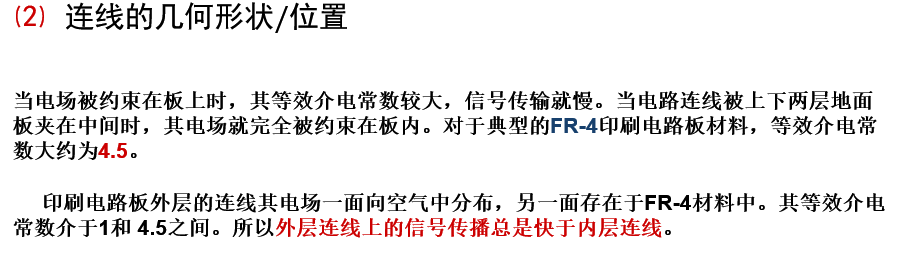 (2) 连线的几何形状/位置
当电场被约束在板上时，其等效介电常数较大，信号传输就慢。当电路连线被上下两层地面
板夹在中间时，其电场就完全被约束在板内。对于典型的FR-4印刷电路板材料，等效介电常
数大约为4.5。
印刷电路板外层的连线其电场一面向空气中分布，另一面存在于FR-4材料中。其等效介电
常数介于1和 4.5之间。所以外层连线上的信号传播总是快于内层连线。